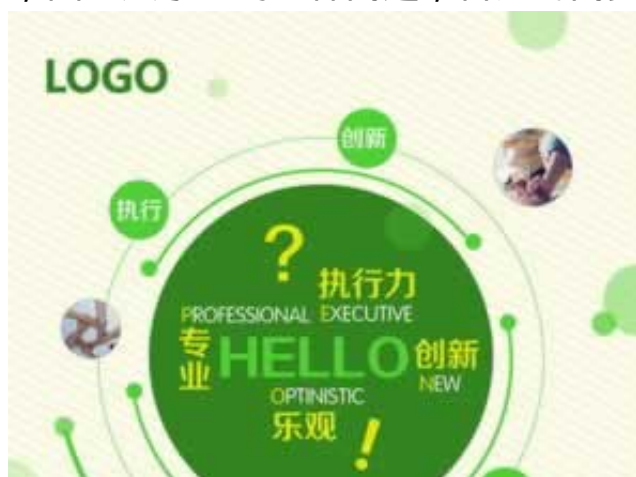 LOGO
创新
执行
?
执行力
PROFESSIONAL EXECUTIVE
专业
HELLO
创新
NEW
OPTINISTIC
乐观
!